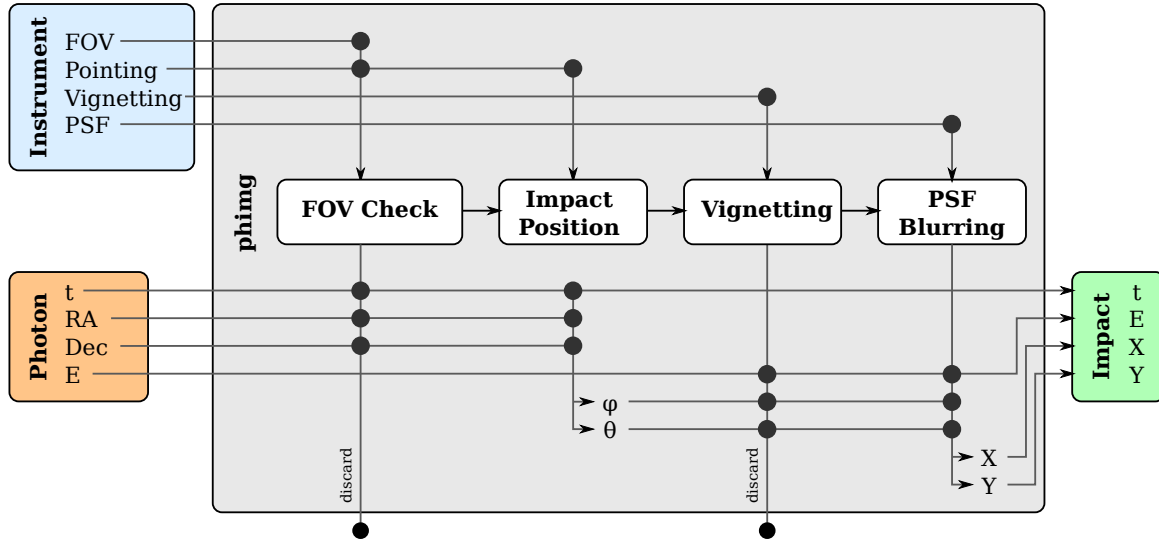 Instrument
FOV
Pointing
Vignetting
PSF
phimg
FOV Check
Impact
Position
Vignetting
PSF
Blurring
Photon
t
RA
Dec
E
φ
θ
X
Y
discard
discard
Impact
t
E
X
Y